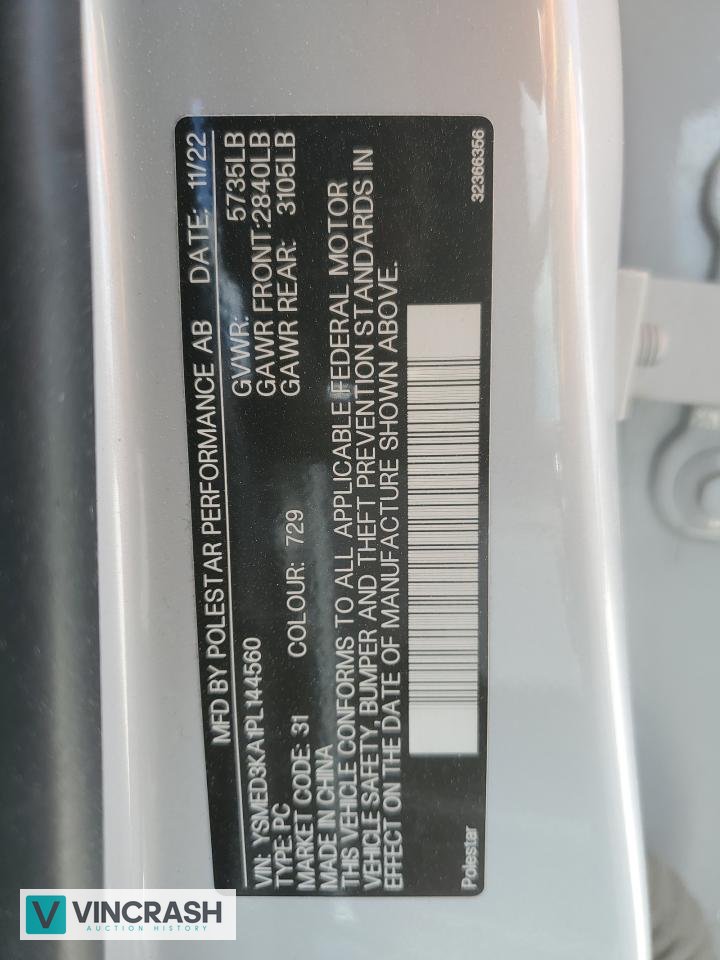 MFD BY POLESTAR PERFORMANCE AB DATE: 11/22
VIN: YSMED3KA1PL144560 GVWR: 5735LB
TYPE: PC GAWR FRONT:2840LB
MARKET CODE: 31 COLOUR: 729 GAWR REAR: 3105LB
MADE IN CHINA
THIS VEHICLE CONFORMS TO ALL APPLICABLE FEDERAL MOTOR
VEHICLE SAFETY, BUMPER AND THEFT PREVENTION STANDARDS IN
EFFECT ON THE DATE OF MANUFACTURE SHOWN ABOVE.
Polestar 32366356
V VINCRASH
AUCTION HISTORY